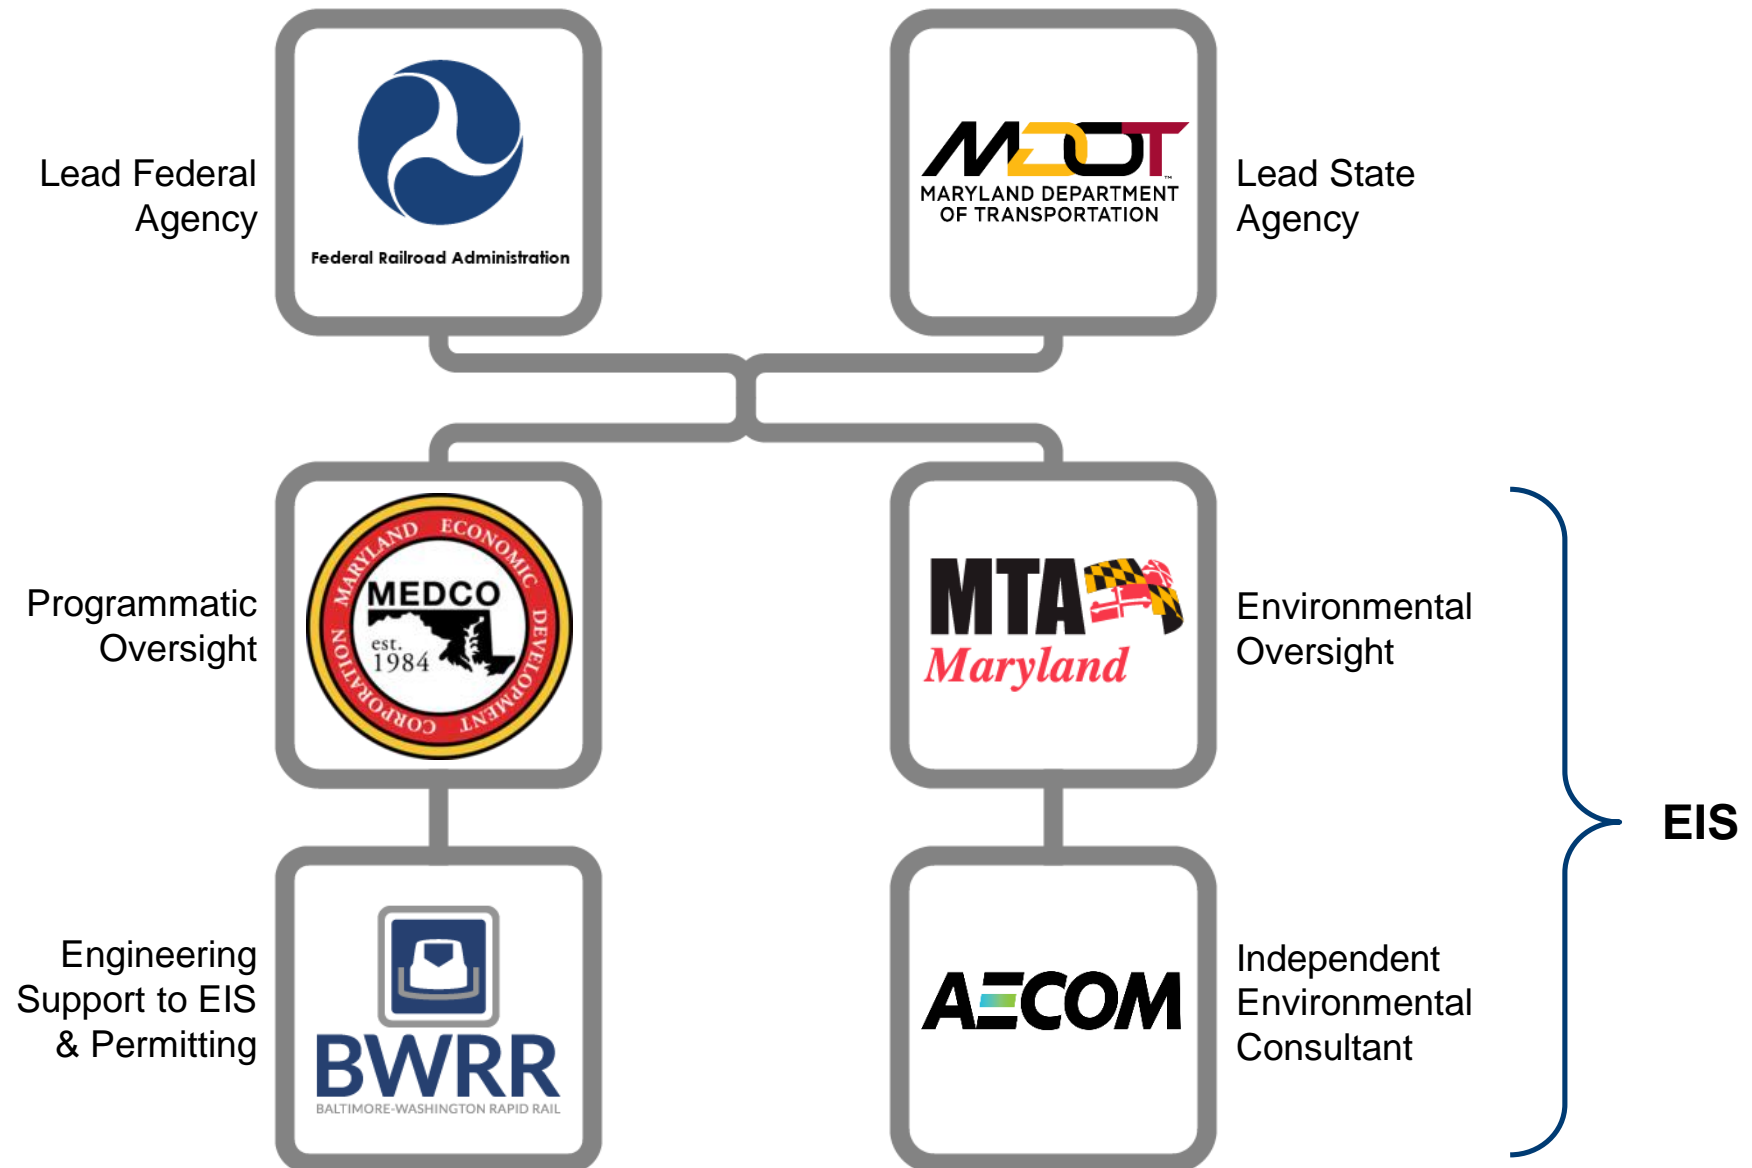 Lead Federal
Agency
Federal Railroad Administration
MDOT™
MARYLAND DEPARTMENT
OF TRANSPORTATION
Lead State
Agency
Programmatic
Oversight
MARYLAND ECONOMIC DEVELOPMENT CORPORATION
MEDCO
est.
1984
MTA
Maryland
Environmental
Oversight
EIS
Engineering
Support to EIS
& Permitting
BWRR
BALTIMORE-WASHINGTON RAPID RAIL
AECOM
Independent
Environmental
Consultant